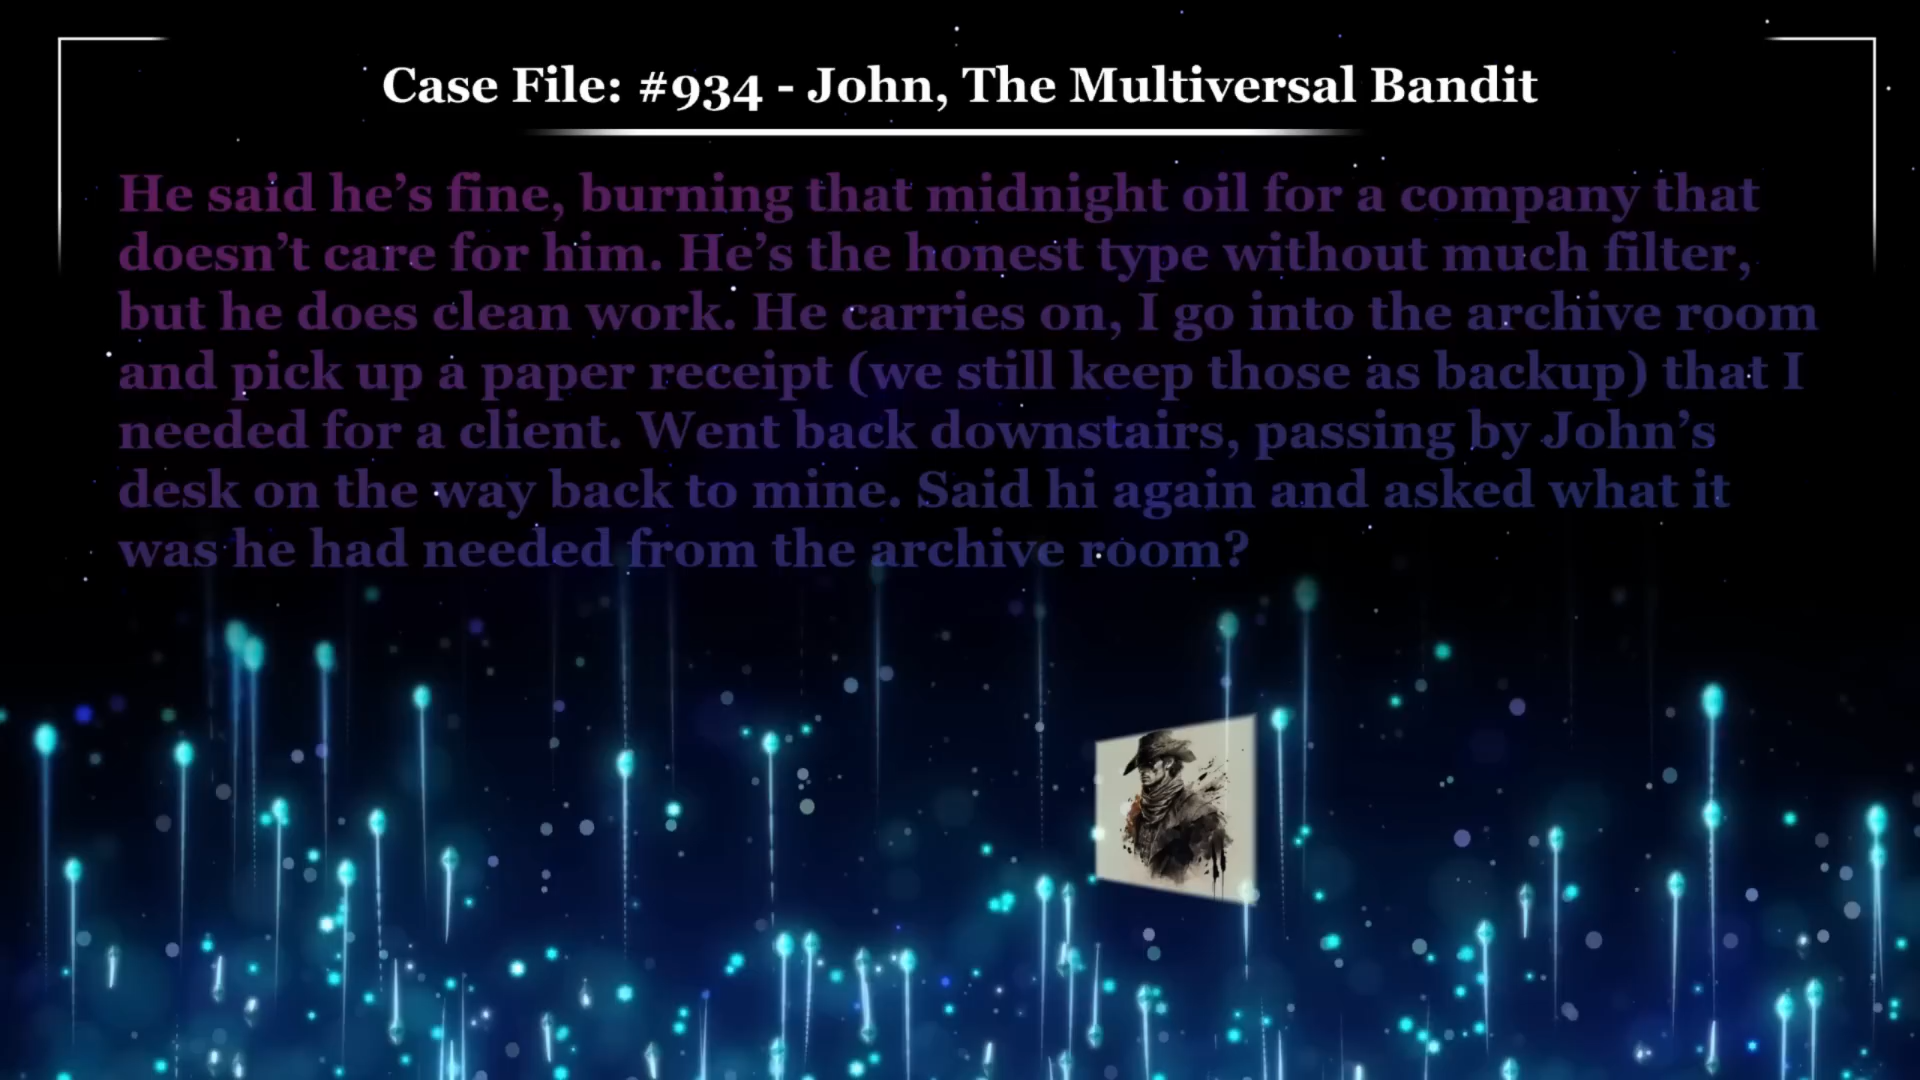 Case File: #934 - John, The Multiversal Bandit
He said he’s fine, burning that midnight oil for a company that
doesn’t care for him. He’s the honest type without much filter,
but he does clean work. He carries on, I go into the archive room
and pick up a paper receipt (we still keep those as backup) that I
needed for a client. Went back downstairs, passing by John’s
desk on the way back to mine. Said hi again and asked what it
was he had needed from the archive room?